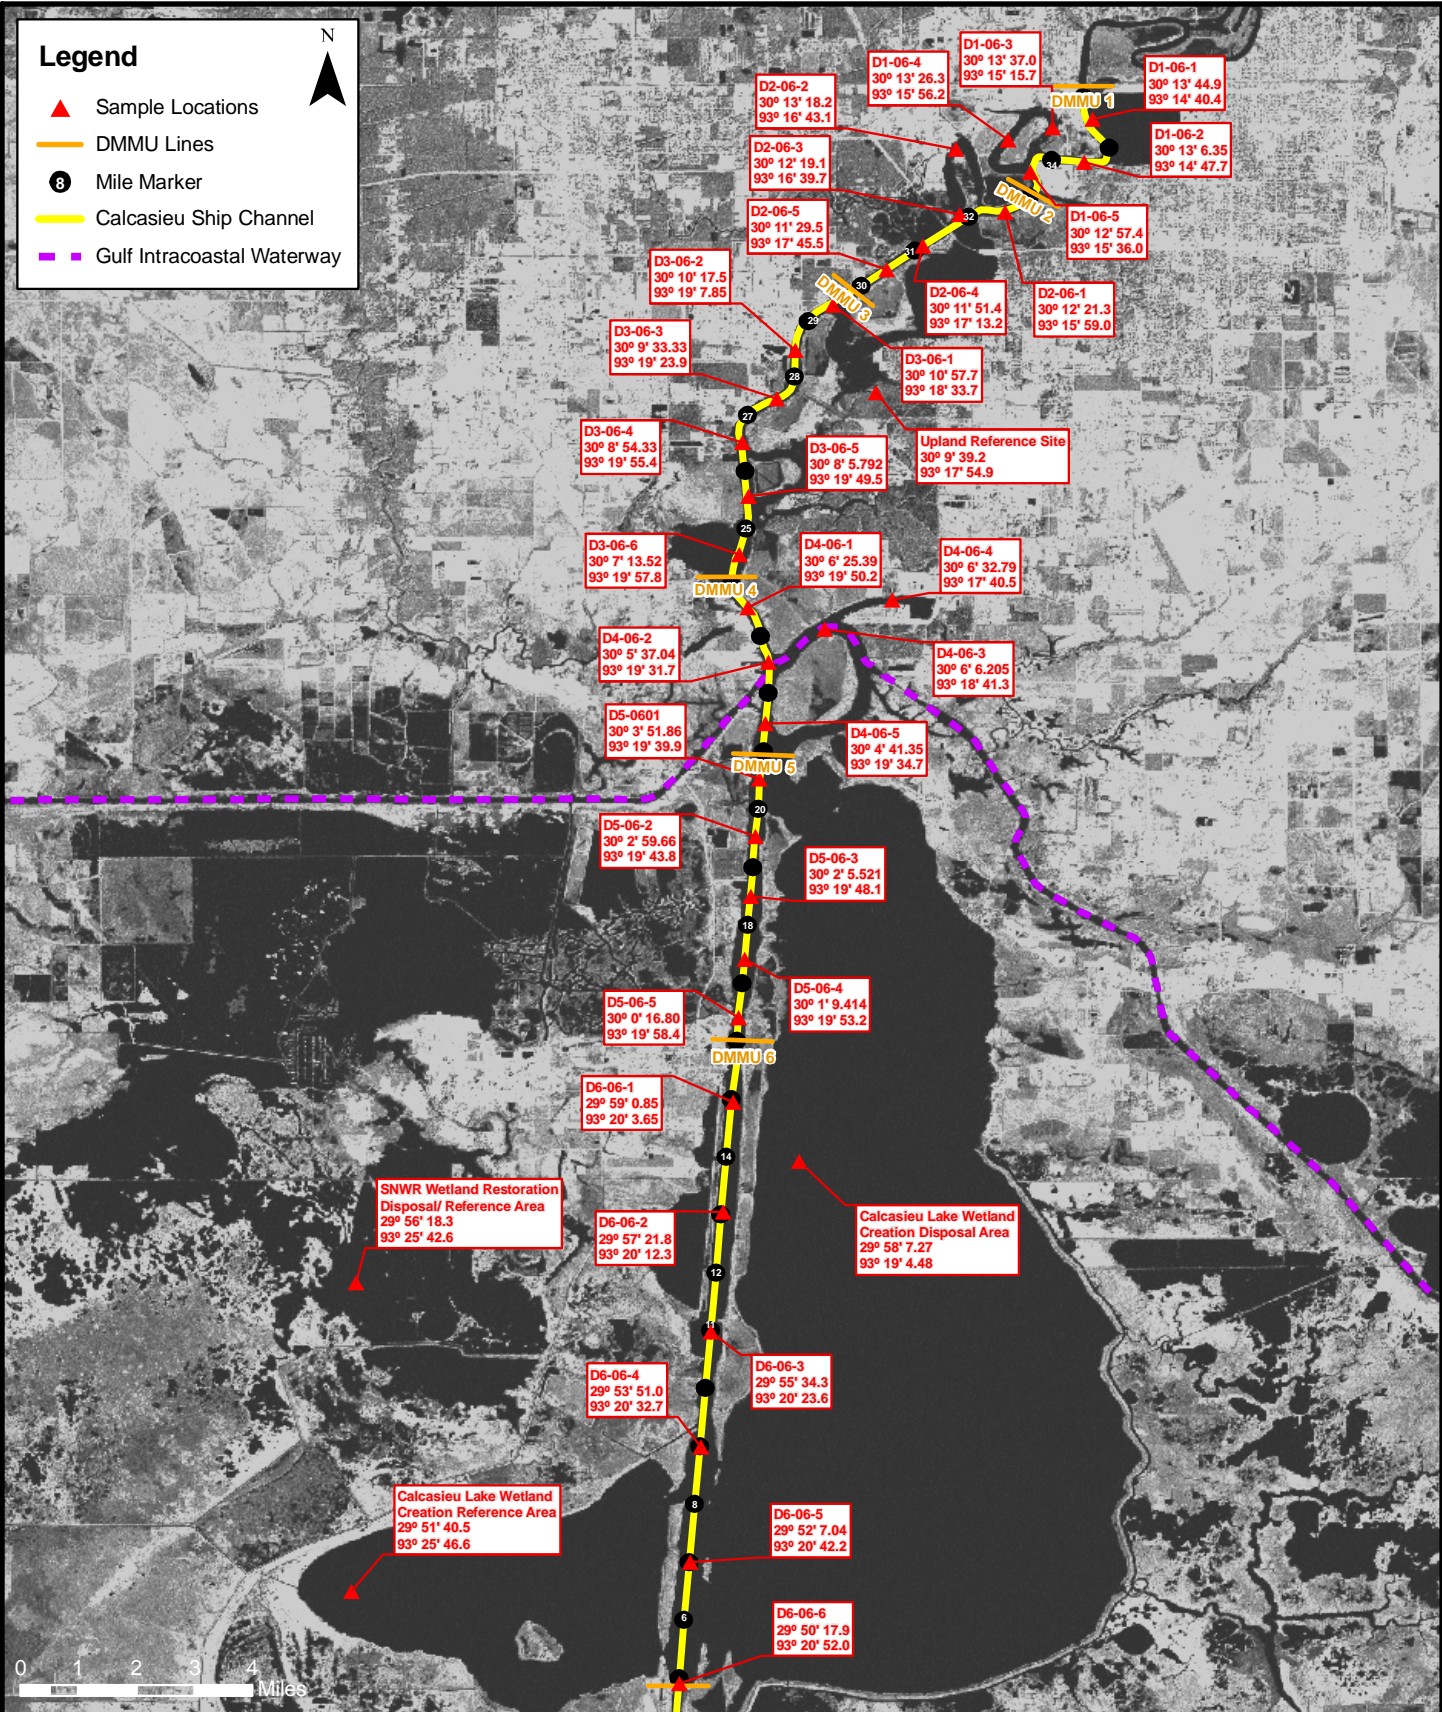 Legend
N
Sample Locations
DMMU Lines
8 Mile Marker
Calcasieu Ship Channel
Gulf Intracoastal Waterway
D1-06-3
30º 13' 37.0
93º 15' 15.7
D1-06-4
30º 13' 26.3
93º 15' 56.2
D1-06-1
30º 13' 44.9
93º 14' 40.4
D2-06-2
30º 13' 18.2
93º 16' 43.1
DMMU 1
D1-06-2
30º 13' 6.35
93º 14' 47.7
D2-06-3
30º 12' 19.1
93º 16' 39.7
34
DMMU 2
D2-06-5
30º 11' 29.5
93º 17' 45.5
32
D1-06-5
30º 12' 57.4
93º 15' 36.0
31
D3-06-2
30º 10' 17.5
93º 19' 7.85
30
DMMU 3
D2-06-4
30º 11' 51.4
93º 17' 13.2
D2-06-1
30º 12' 21.3
93º 15' 59.0
29
D3-06-3
30º 9' 33.33
93º 19' 23.9
D3-06-1
30º 10' 57.7
93º 18' 33.7
28
27
D3-06-4
30º 8' 54.33
93º 19' 55.4
D3-06-5
30º 8' 5.792
93º 19' 49.5
Upland Reference Site
30º 9' 39.2
93º 17' 54.9
25
D3-06-6
30º 7' 13.52
93º 19' 57.8
D4-06-1
30º 6' 25.39
93º 19' 50.2
D4-06-4
30º 6' 32.79
93º 17' 40.5
DMMU 4
D4-06-2
30º 5' 37.04
93º 19' 31.7
D4-06-3
30º 6' 6.205
93º 18' 41.3
D5-0601
30º 3' 51.86
93º 19' 39.9
D4-06-5
30º 4' 41.35
93º 19' 34.7
DMMU 5
20
D5-06-2
30º 2' 59.66
93º 19' 43.8
D5-06-3
30º 2' 5.521
93º 19' 48.1
18
D5-06-4
30º 1' 9.414
93º 19' 53.2
D5-06-5
30º 0' 16.80
93º 19' 58.4
DMMU 6
D6-06-1
29º 59' 0.85
93º 20' 3.65
14
SNWR Wetland Restoration
Disposal/ Reference Area
29º 56' 18.3
93º 25' 42.6
D6-06-2
29º 57' 21.8
93º 20' 12.3
Calcasieu Lake Wetland
Creation Disposal Area
29º 58' 7.27
93º 19' 4.48
12
11
D6-06-3
29º 55' 34.3
93º 20' 23.6
D6-06-4
29º 53' 51.0
93º 20' 32.7
Calcasieu Lake Wetland
Creation Reference Area
29º 51' 40.5
93º 25' 46.6
8
D6-06-5
29º 52' 7.04
93º 20' 42.2
6
D6-06-6
29º 50' 17.9
93º 20' 52.0
0 1 2 3 4
Miles